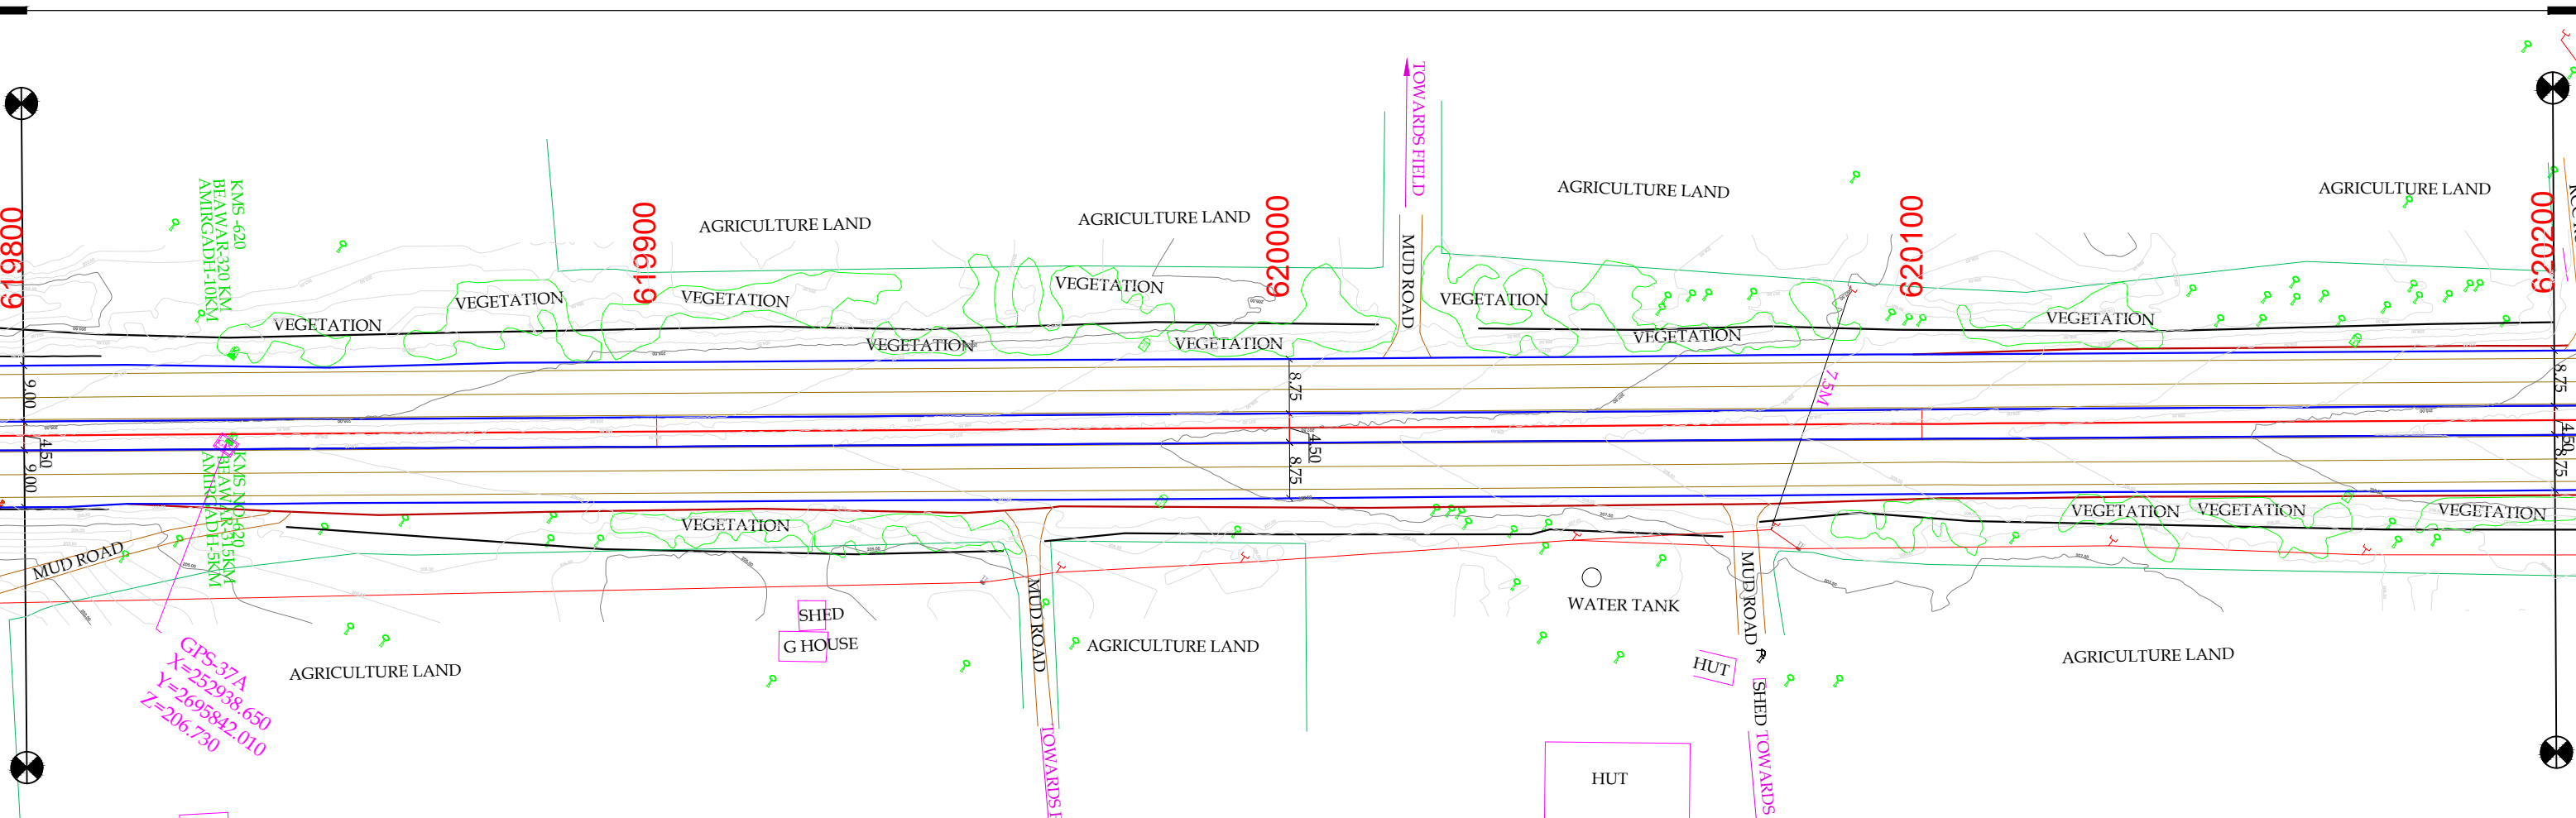 TOWARDS FIELD
KMS -620
BEAWAR-320 KM
AMIRGADH-10KM
619800
619900
620000
620100
620200
AGRICULTURE LAND
AGRICULTURE LAND
AGRICULTURE LAND
AGRICULTURE LAND
MUD ROAD
VEGETATION
VEGETATION
VEGETATION
VEGETATION
VEGETATION
VEGETATION
VEGETATION
VEGETATION
VEGETATION
9.00
4.50
9.00
8.75
4.50
8.75
7.5M
8.75
4.50
8.75
KMS NO-620
BEAWAR-315KM
AMIRGADH-5KM
MUD ROAD
VEGETATION
VEGETATION
VEGETATION
VEGETATION
MUD ROAD
MUD ROAD
SHED
G HOUSE
WATER TANK
AGRICULTURE LAND
AGRICULTURE LAND
AGRICULTURE LAND
HUT
SHED
GPS-37A
X=252938.650
Y=2695842.010
Z=206.730
TOWARDS
TOWARDS
HUT